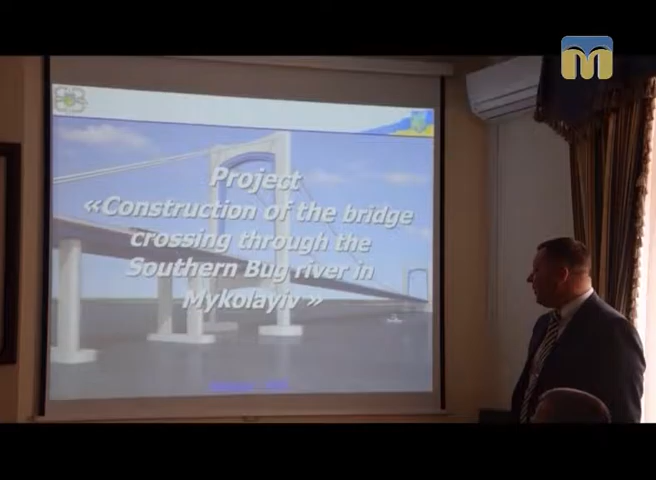 Project
«Construction of the bridge
crossing through the
Southern Bug river in
Mykolayiv »